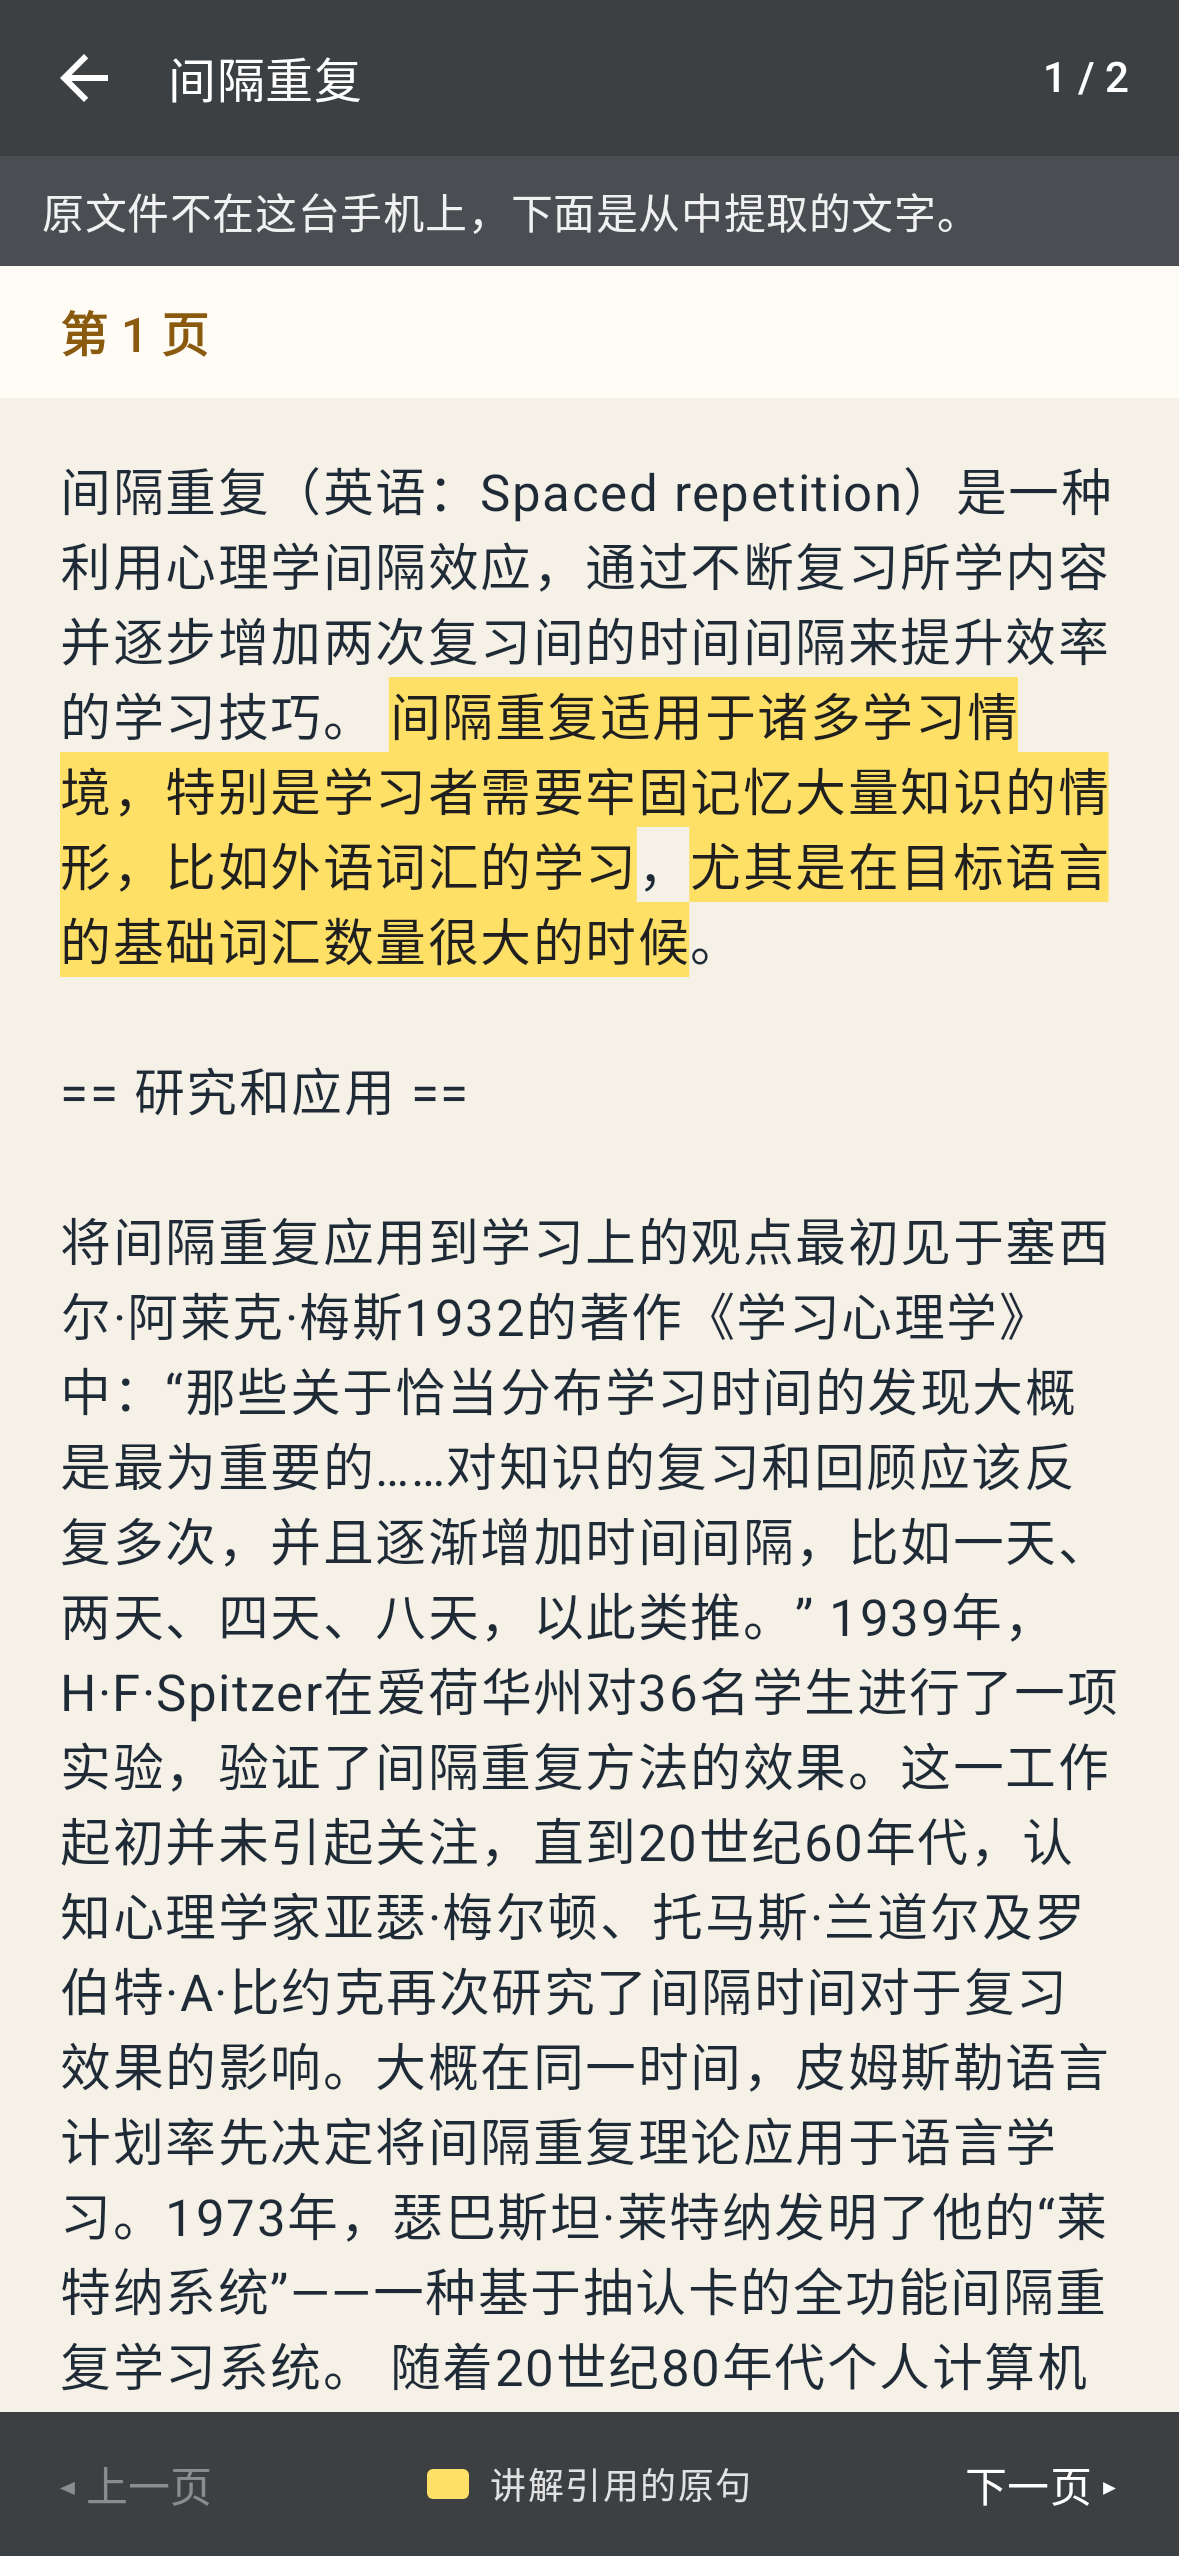 间隔重复
1 / 2
原文件不在这台手机上，下面是从中提取的文字。
第 1 页
间隔重复（英语：Spaced repetition）是一种
利用心理学间隔效应，通过不断复习所学内容
并逐步增加两次复习间的时间间隔来提升效率
的学习技巧。 间隔重复适用于诸多学习情
境，特别是学习者需要牢固记忆大量知识的情
形，比如外语词汇的学习，尤其是在目标语言
的基础词汇数量很大的时候。
== 研究和应用 ==
将间隔重复应用到学习上的观点最初见于塞西
尔·阿莱克·梅斯1932的著作《学习心理学》
中：“那些关于恰当分布学习时间的发现大概
是最为重要的……对知识的复习和回顾应该反
复多次，并且逐渐增加时间间隔，比如一天、
两天、四天、八天，以此类推。” 1939年，
H·F·Spitzer在爱荷华州对36名学生进行了一项
实验，验证了间隔重复方法的效果。这一工作
起初并未引起关注，直到20世纪60年代，认
知心理学家亚瑟·梅尔顿、托马斯·兰道尔及罗
伯特·A·比约克再次研究了间隔时间对于复习
效果的影响。大概在同一时间，皮姆斯勒语言
计划率先决定将间隔重复理论应用于语言学
习。1973年，瑟巴斯坦·莱特纳发明了他的“莱
特纳系统”——一种基于抽认卡的全功能间隔重
复学习系统。 随着20世纪80年代个人计算机
◂ 上一页
讲解引用的原句
下一页 ▸